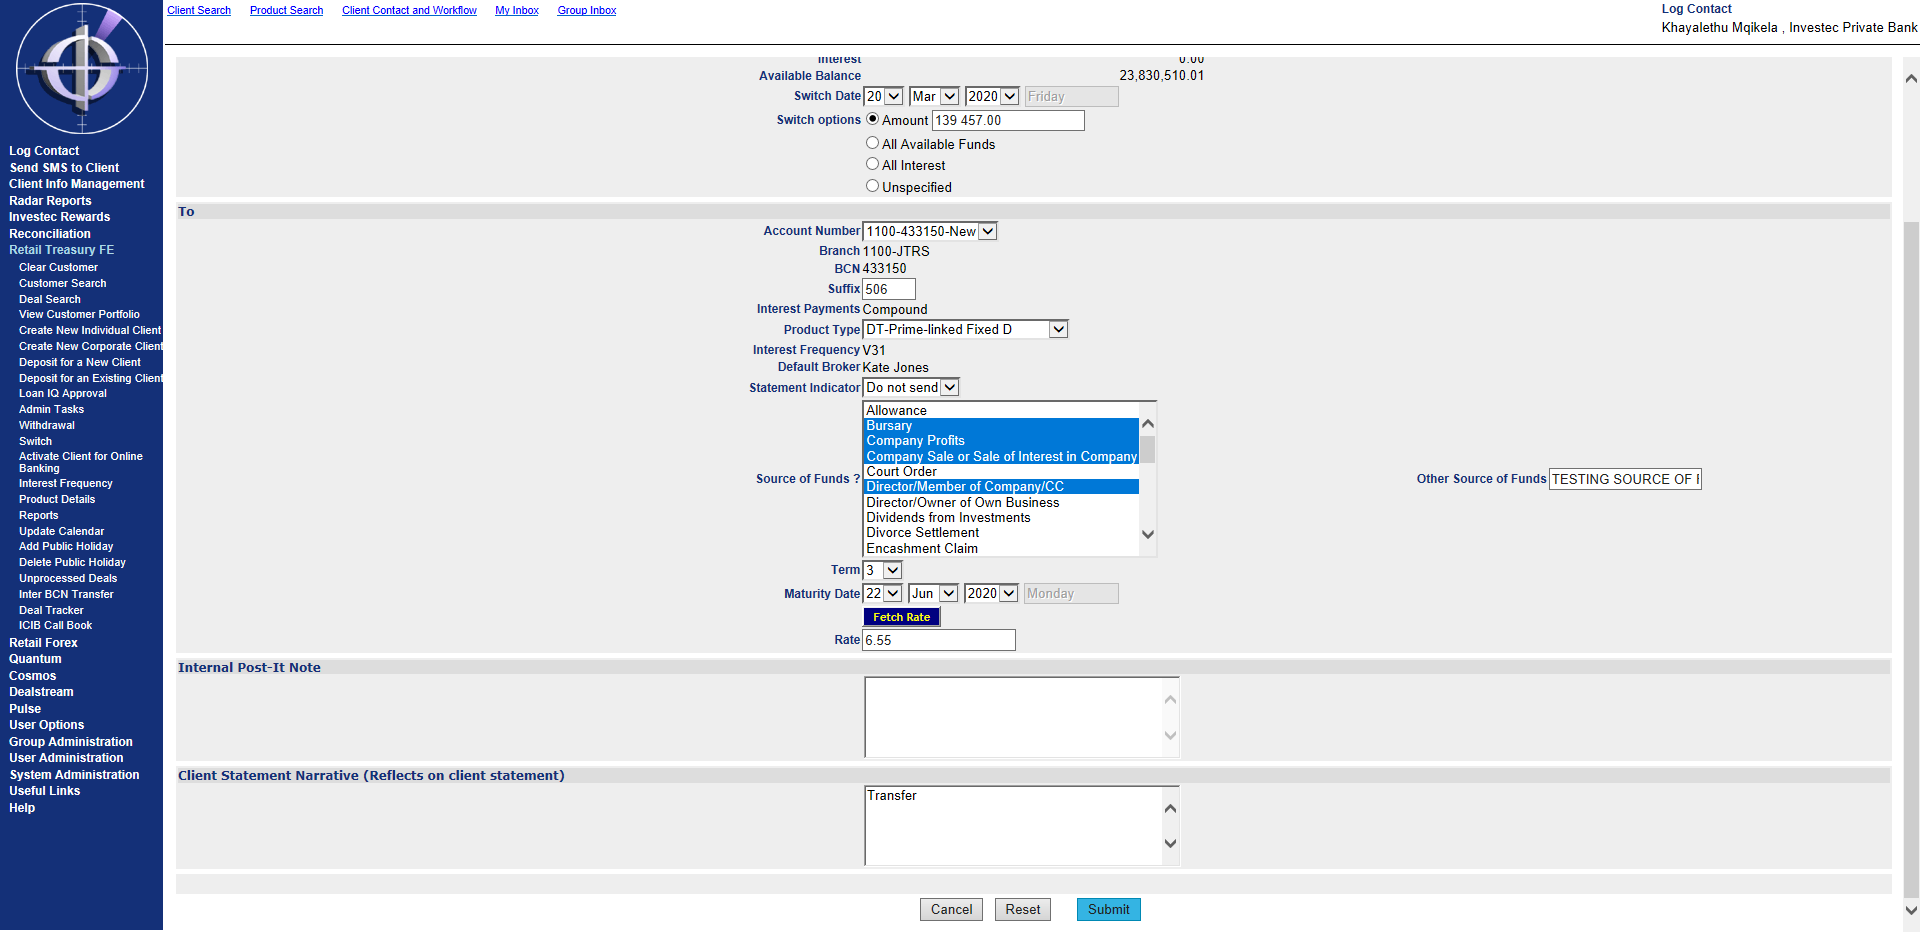 Client Search Product Search Client Contact and Workflow My Inbox Group Inbox
Log Contact
Khayalethu Mqikela , Investec Private Bank
Log Contact
Send SMS to Client
Client Info Management
Radar Reports
Investec Rewards
Reconciliation
Retail Treasury FE
Clear Customer
Customer Search
Deal Search
View Customer Portfolio
Create New Individual Client
Create New Corporate Client
Deposit for a New Client
Deposit for an Existing Client
Loan IQ Approval
Admin Tasks
Withdrawal
Switch
Activate Client for Online
Banking
Interest Frequency
Product Details
Reports
Update Calendar
Add Public Holiday
Delete Public Holiday
Unprocessed Deals
Inter BCN Transfer
Deal Tracker
ICIB Call Book
Retail Forex
Quantum
Cosmos
Dealstream
Pulse
User Options
Group Administration
User Administration
System Administration
Useful Links
Help
Interest 0.00
Available Balance 23,830,510.01
Switch Date 20 Mar 2020 Friday
Switch options Amount 139 457.00
All Available Funds
All Interest
Unspecified
To
Account Number 1100-433150-New
Branch 1100-JTRS
BCN 433150
Suffix 506
Interest Payments Compound
Product Type DT-Prime-linked Fixed D
Interest Frequency V31
Default Broker Kate Jones
Statement Indicator Do not send
Allowance
Bursary
Company Profits
Company Sale or Sale of Interest in Company
Court Order
Source of Funds ? Other Source of Funds TESTING SOURCE OF
Director/Member of Company/CC
Director/Owner of Own Business
Dividends from Investments
Divorce Settlement
Encashment Claim
Term 3
Maturity Date 22 Jun 2020 Monday
Fetch Rate
Rate 6.55
Internal Post-It Note
Client Statement Narrative (Reflects on client statement)
Transfer
Cancel Reset Submit